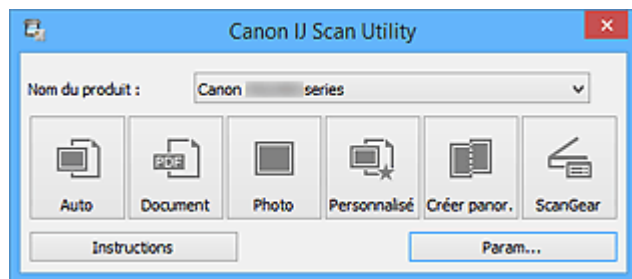 Canon IJ Scan Utility
Nom du produit :
Canon series
PDF
Auto
Document
Photo
Personnalisé
Créer panor.
ScanGear
Instructions
Param...